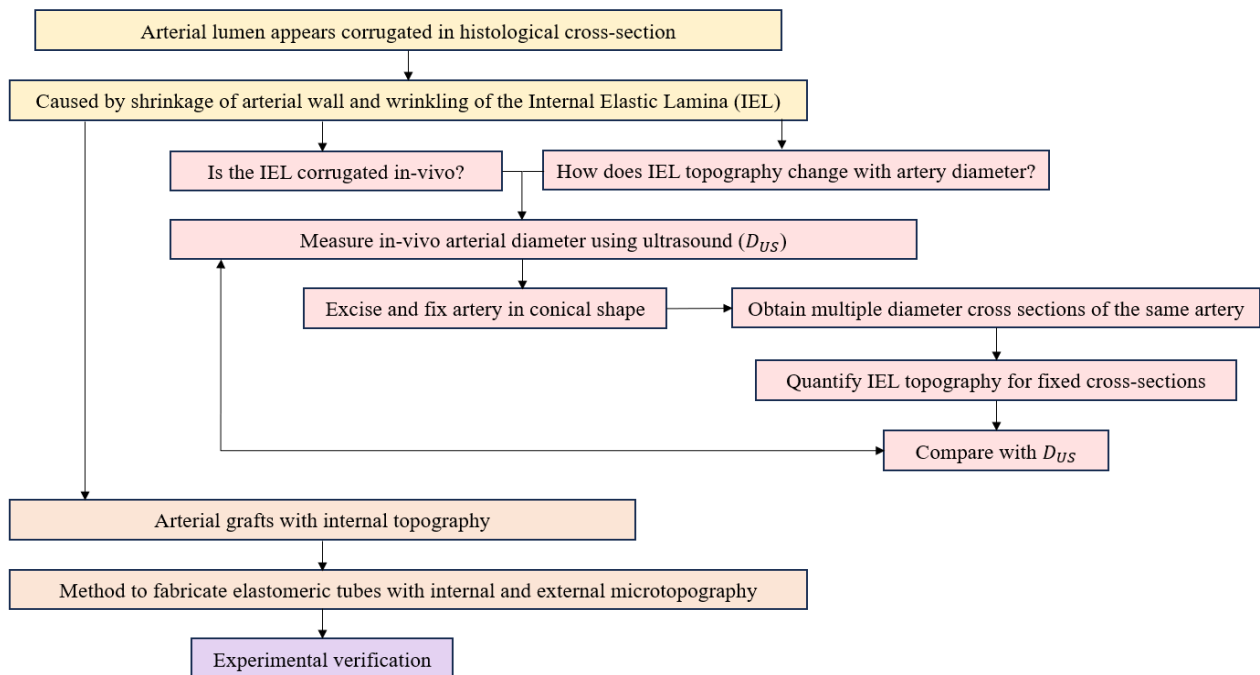 Arterial lumen appears corrugated in histological cross-section
Caused by shrinkage of arterial wall and wrinkling of the Internal Elastic Lamina (IEL)
Is the IEL corrugated in-vivo?
How does IEL topography change with artery diameter?
Measure in-vivo arterial diameter using ultrasound (D_US)
Excise and fix artery in conical shape
Obtain multiple diameter cross sections of the same artery
Quantify IEL topography for fixed cross-sections
Compare with D_US
Arterial grafts with internal topography
Method to fabricate elastomeric tubes with internal and external microtopography
Experimental verification